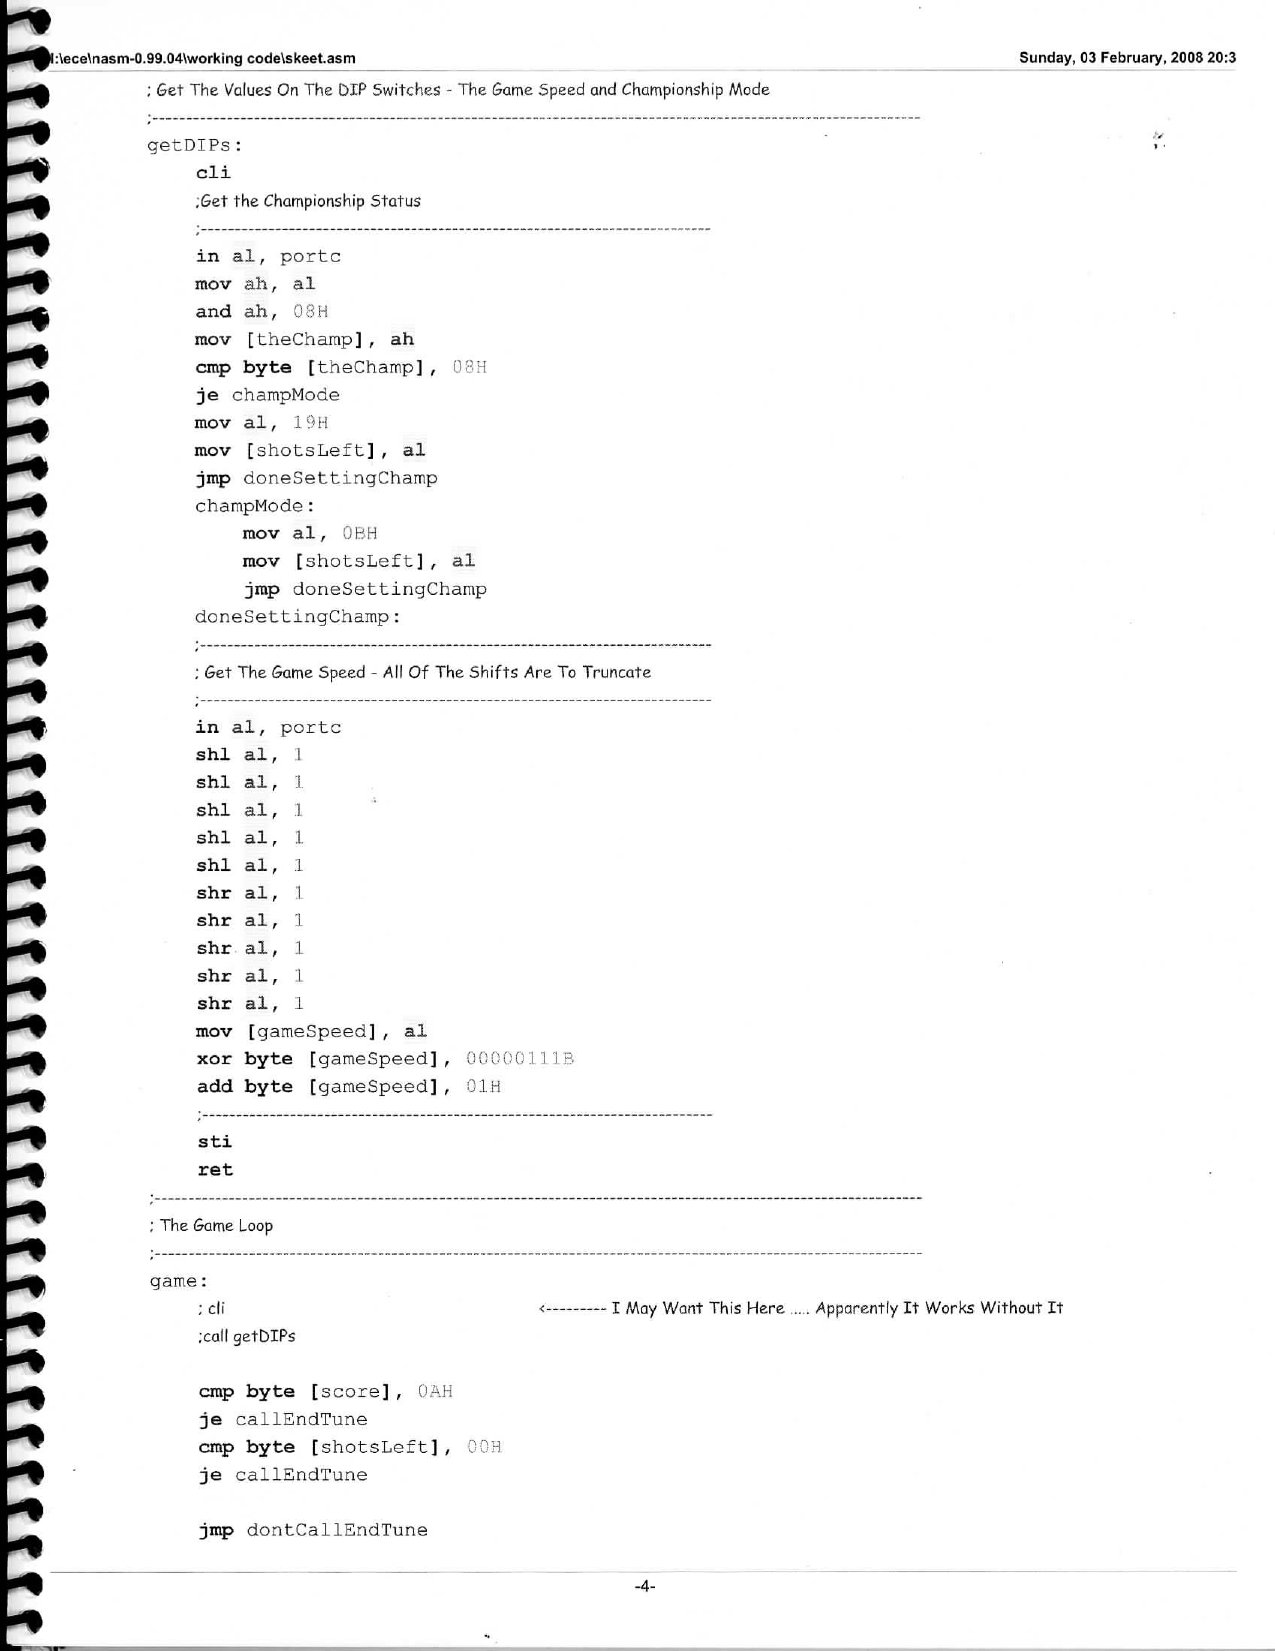 l:\ece\nasm-0.99.04\working code\skeet.asm
Sunday, 03 February, 2008 20:3
; Get The Values On The DIP Switches - The Game Speed and Championship Mode
;------------------------------------------------------------
getDIPs:
cli
;Get the Championship Status
;------------------------------------------------------------
in al, portc
mov ah, al
and ah, 08H
mov [theChamp], ah
cmp byte [theChamp], 08H
je champMode
mov al, 19H
mov [shotsLeft], al
jmp doneSettingChamp
champMode:
mov al, 0BH
mov [shotsLeft], al
jmp doneSettingChamp
doneSettingChamp:
;------------------------------------------------------------
; Get The Game Speed - All Of The Shifts Are To Truncate
;------------------------------------------------------------
in al, portc
shl al, 1
shl al, 1
shl al, 1
shl al, 1
shl al, 1
shr al, 1
shr al, 1
shr al, 1
shr al, 1
shr al, 1
mov [gameSpeed], al
xor byte [gameSpeed], 00000111B
add byte [gameSpeed], 01H
;------------------------------------------------------------
sti
ret
;------------------------------------------------------------
; The Game Loop
;------------------------------------------------------------
game:
; cli <--------- I May Want This Here ..... Apparently It Works Without It
;call getDIPs
cmp byte [score], 0AH
je callEndTune
cmp byte [shotsLeft], 00H
je callEndTune
jmp dontCallEndTune
-4-